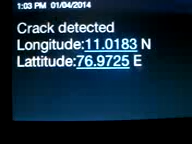 1:03 PM  01/04/2014
Crack detected
Longitude:11.0183 N
Lattitude:76.9725 E